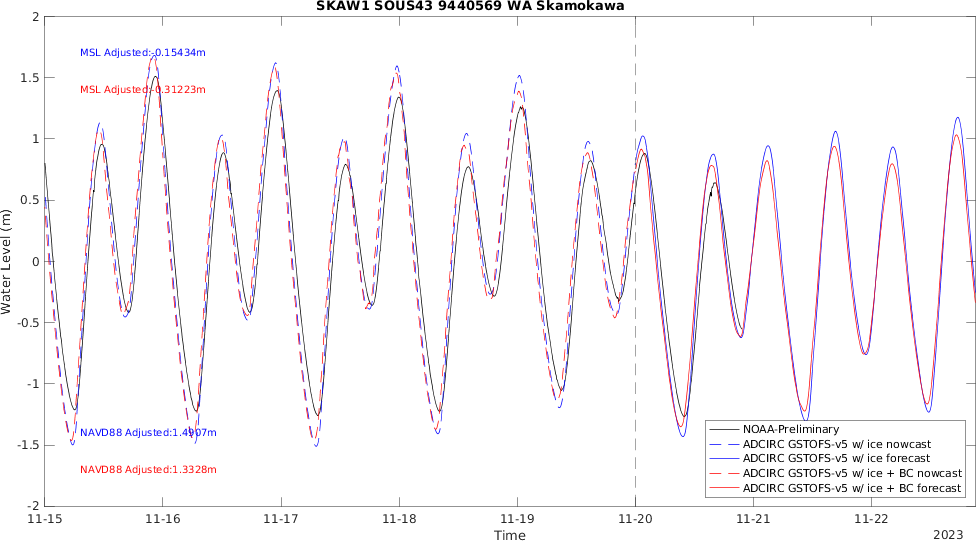 SKAW1 SOUS43 9440569 WA Skamokawa
2
1.5
1
0.5
0
-0.5
-1
-1.5
-2
Water Level (m)
MSL Adjusted:-0.15434m
MSL Adjusted:-0.31223m
NAVD88 Adjusted:1.4907m
NAVD88 Adjusted:1.3328m
NOAA-Preliminary
ADCIRC GSTOFS-v5 w/ ice nowcast
ADCIRC GSTOFS-v5 w/ ice forecast
ADCIRC GSTOFS-v5 w/ ice + BC nowcast
ADCIRC GSTOFS-v5 w/ ice + BC forecast
11-15 11-16 11-17 11-18 11-19 11-20 11-21 11-22
Time
2023